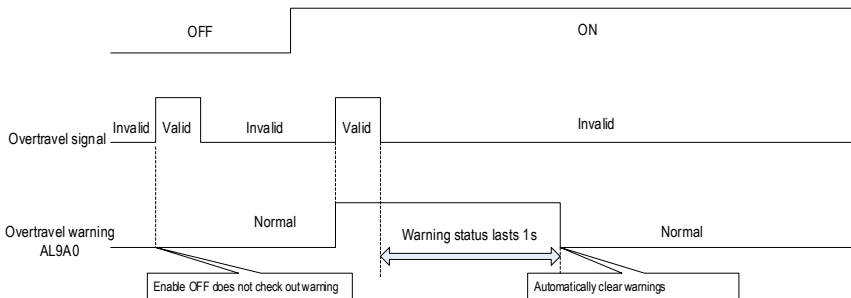 OFF
ON
Overtravel signal
Invalid
Valid
Invalid
Valid
Invalid
Overtravel warning
AL9A0
Normal
Warning status lasts 1s
Normal
Enable OFF does not check out warning
Automatically clear warnings